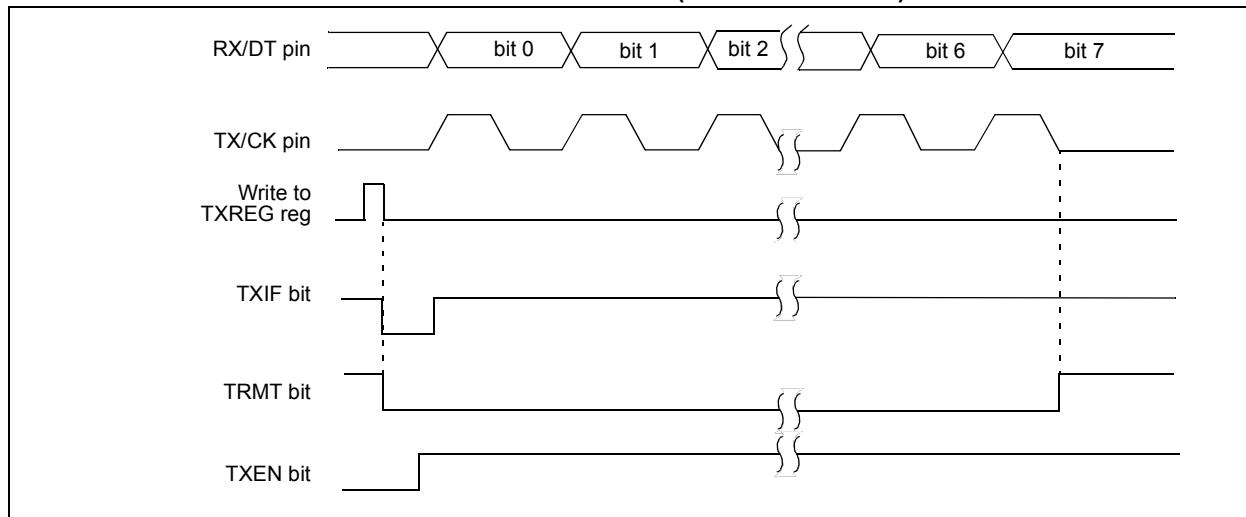 RX/DT pin
bit 0 bit 1 bit 2 bit 6 bit 7
TX/CK pin
Write to
TXREG reg
TXIF bit
TRMT bit
TXEN bit